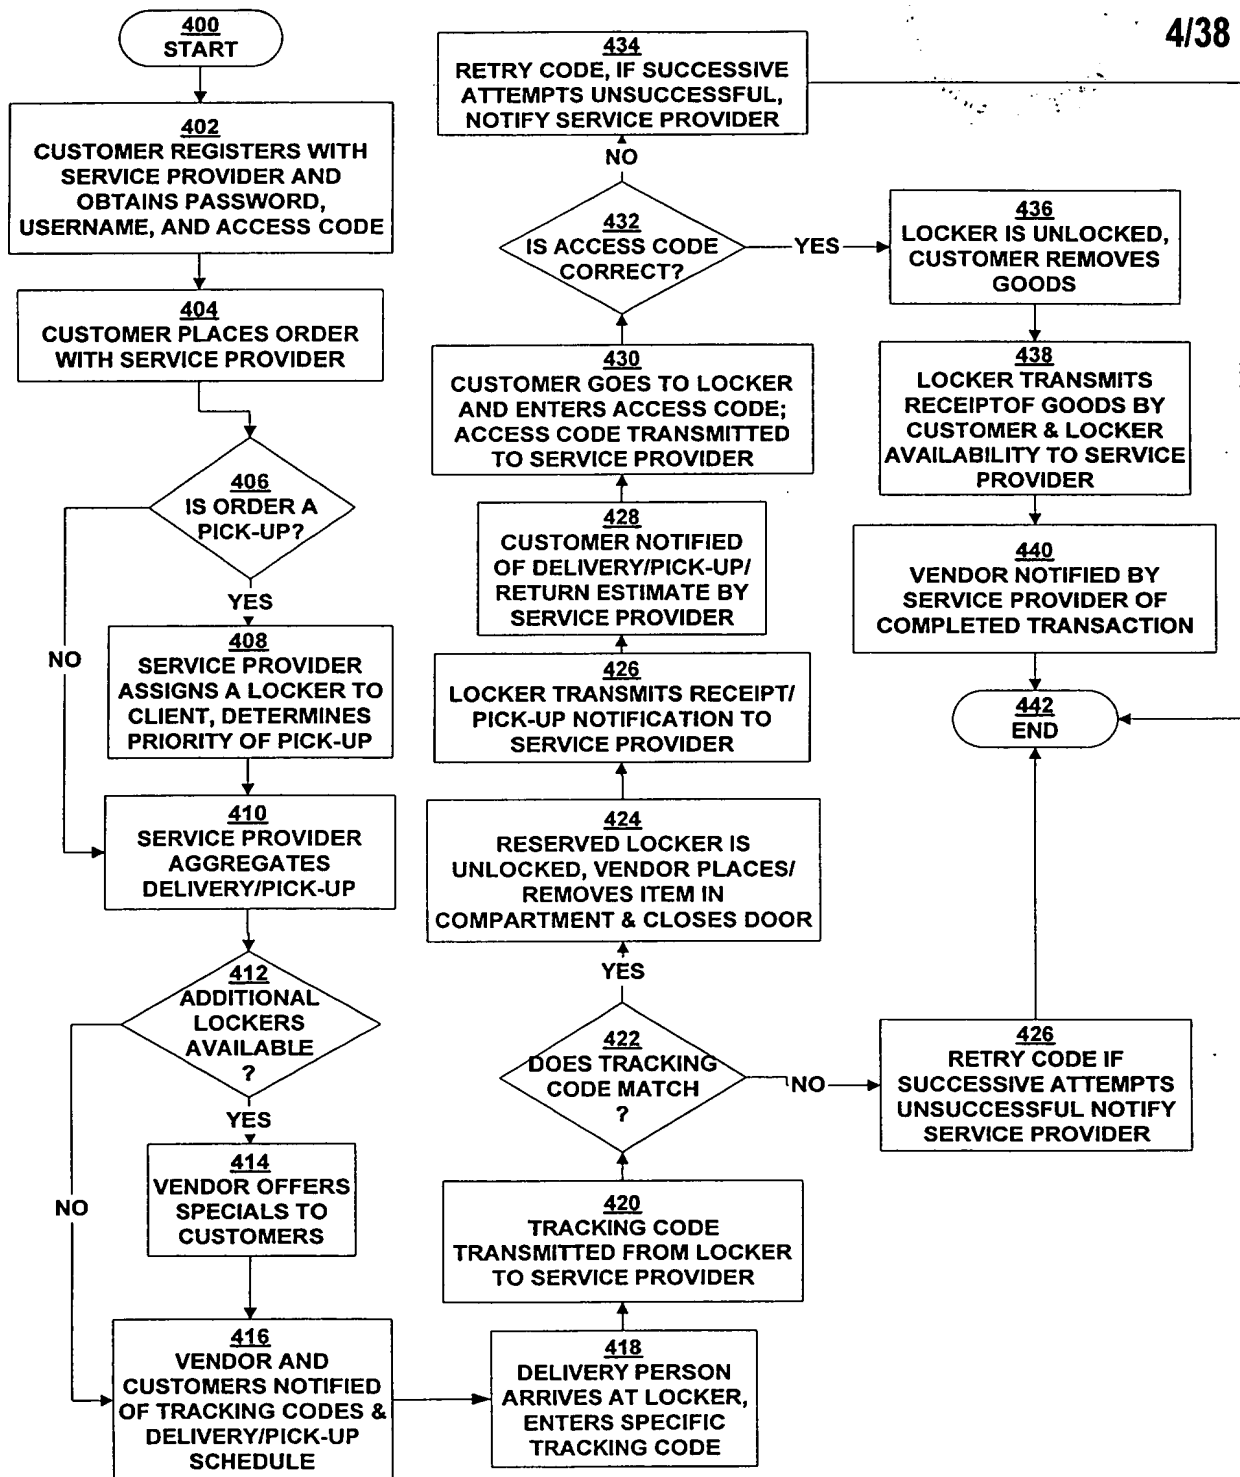 4/38
400
START
402
CUSTOMER REGISTERS WITH
SERVICE PROVIDER AND
OBTAINS PASSWORD,
USERNAME, AND ACCESS CODE
404
CUSTOMER PLACES ORDER
WITH SERVICE PROVIDER
406
IS ORDER A
PICK-UP?
YES
NO
408
SERVICE PROVIDER
ASSIGNS A LOCKER TO
CLIENT, DETERMINES
PRIORITY OF PICK-UP
410
SERVICE PROVIDER
AGGREGATES
DELIVERY/PICK-UP
412
ADDITIONAL
LOCKERS
AVAILABLE
?
YES
NO
414
VENDOR OFFERS
SPECIALS TO
CUSTOMERS
416
VENDOR AND
CUSTOMERS NOTIFIED
OF TRACKING CODES &
DELIVERY/PICK-UP
SCHEDULE
418
DELIVERY PERSON
ARRIVES AT LOCKER,
ENTERS SPECIFIC
TRACKING CODE
420
TRACKING CODE
TRANSMITTED FROM LOCKER
TO SERVICE PROVIDER
422
DOES TRACKING
CODE MATCH
?
NO
YES
426
RETRY CODE IF
SUCCESSIVE ATTEMPTS
UNSUCCESSFUL NOTIFY
SERVICE PROVIDER
424
RESERVED LOCKER IS
UNLOCKED, VENDOR PLACES/
REMOVES ITEM IN
COMPARTMENT & CLOSES DOOR
426
LOCKER TRANSMITS RECEIPT/
PICK-UP NOTIFICATION TO
SERVICE PROVIDER
428
CUSTOMER NOTIFIED
OF DELIVERY/PICK-UP/
RETURN ESTIMATE BY
SERVICE PROVIDER
430
CUSTOMER GOES TO LOCKER
AND ENTERS ACCESS CODE;
ACCESS CODE TRANSMITTED
TO SERVICE PROVIDER
432
IS ACCESS CODE
CORRECT?
NO
YES
434
RETRY CODE, IF SUCCESSIVE
ATTEMPTS UNSUCCESSFUL,
NOTIFY SERVICE PROVIDER
436
LOCKER IS UNLOCKED,
CUSTOMER REMOVES
GOODS
438
LOCKER TRANSMITS
RECEIPTOF GOODS BY
CUSTOMER & LOCKER
AVAILABILITY TO SERVICE
PROVIDER
440
VENDOR NOTIFIED BY
SERVICE PROVIDER OF
COMPLETED TRANSACTION
442
END